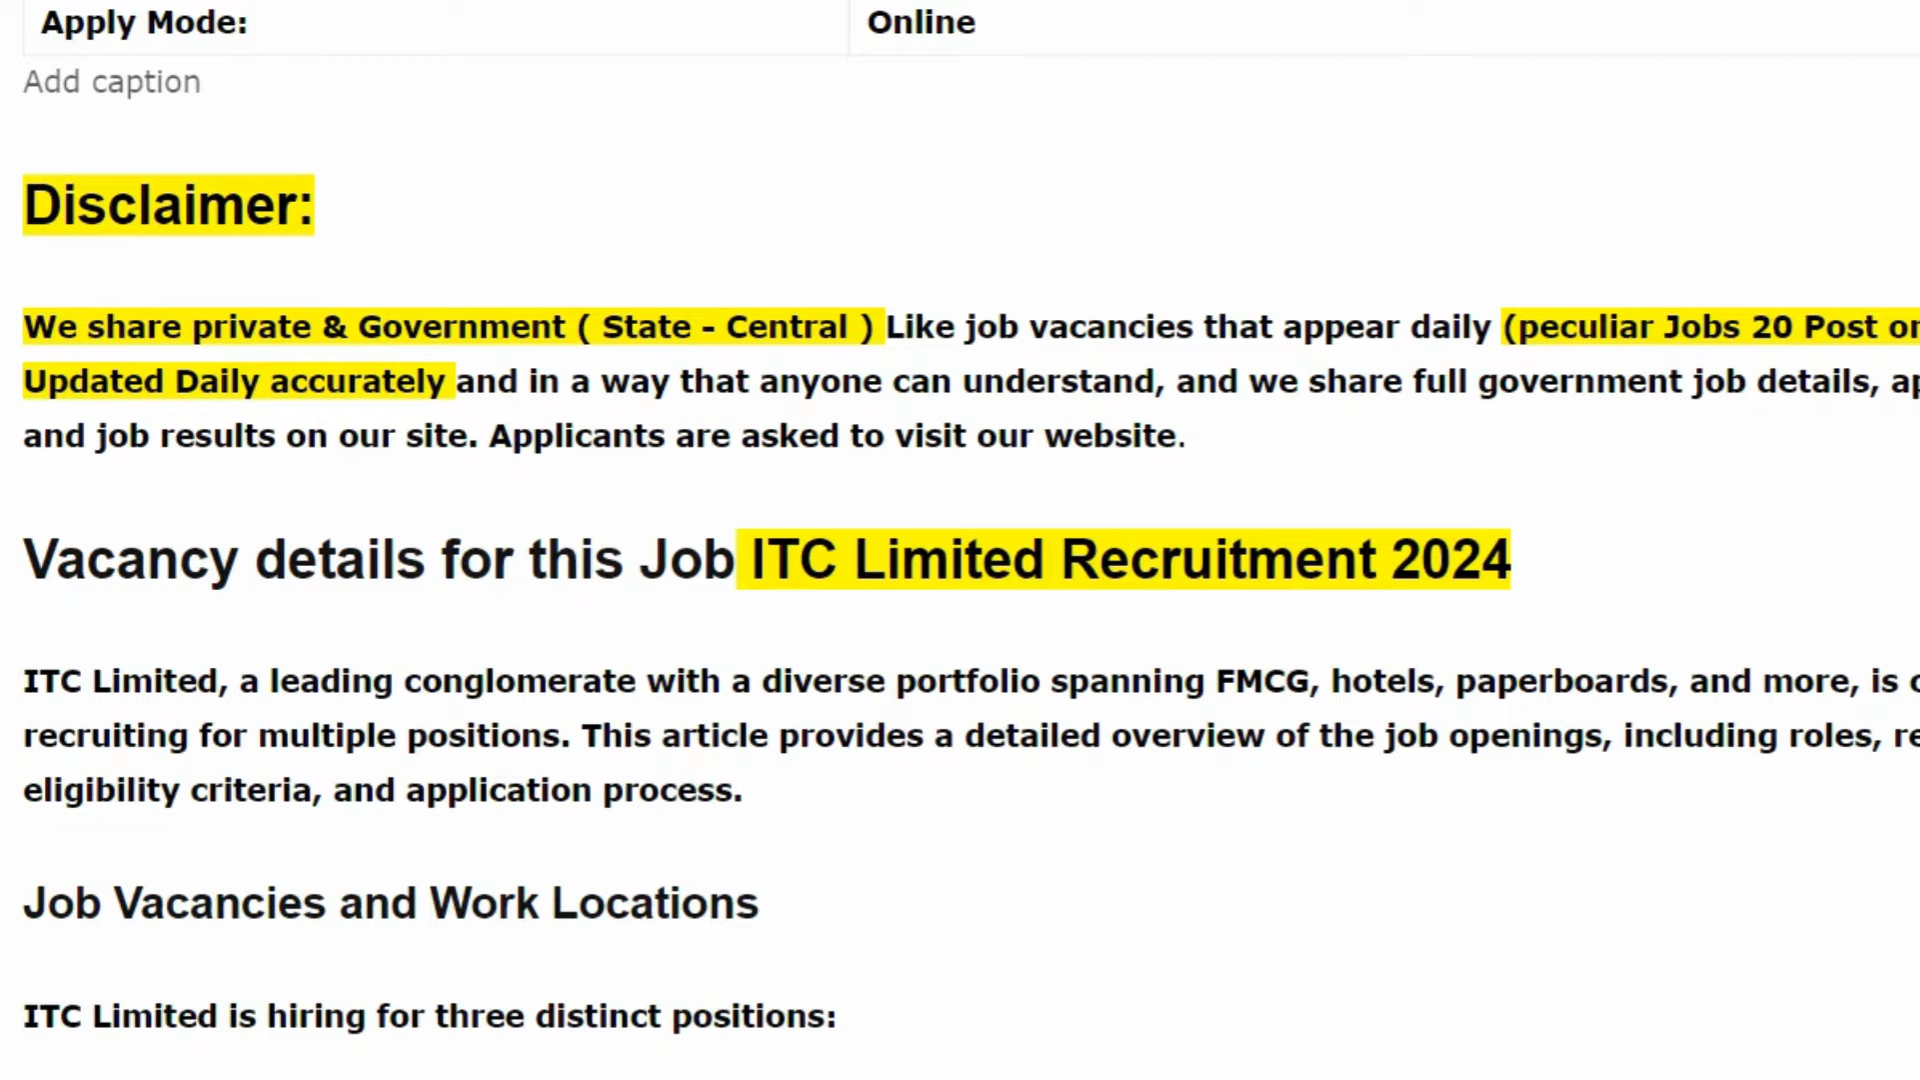 Apply Mode: Online
Add caption
Disclaimer:
We share private & Government ( State - Central ) Like job vacancies that appear daily (peculiar Jobs 20 Post
Updated Daily accurately and in a way that anyone can understand, and we share full government job details,
and job results on our site. Applicants are asked to visit our website.
Vacancy details for this Job ITC Limited Recruitment 2024
ITC Limited, a leading conglomerate with a diverse portfolio spanning FMCG, hotels, paperboards, and more, is
recruiting for multiple positions. This article provides a detailed overview of the job openings, including roles,
eligibility criteria, and application process.
Job Vacancies and Work Locations
ITC Limited is hiring for three distinct positions: